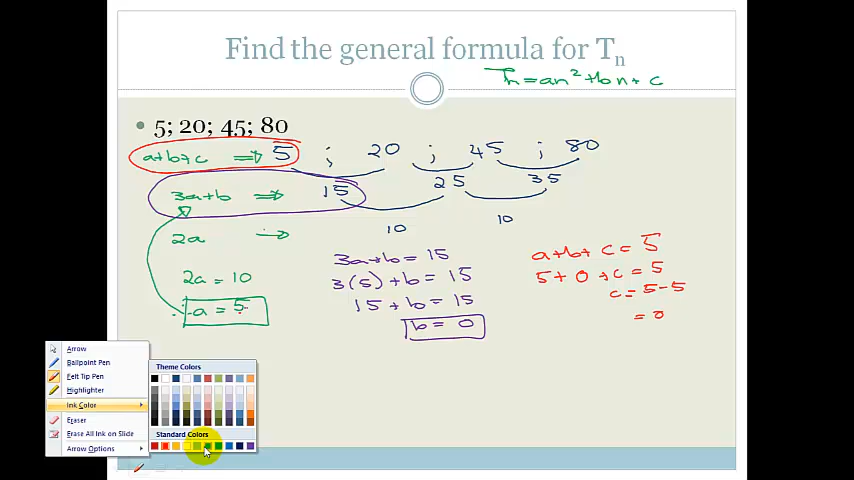 Find the general formula for Tn
Tn = an² + bn + c
5; 20; 45; 80
a+b+c ⇒ 5 ; 20 ; 45 ; 80
3a+b ⇒ 15 25 35
2a → 10 10
2a = 10
a = 5
3a+b = 15
3(5) + b = 15
15 + b = 15
b = 0
a+b+c = 5
5+0+c = 5
c = 5-5
= 0
Arrow
Ballpoint Pen
Felt Tip Pen
Highlighter
Ink Color
Eraser
Erase All Ink on Slide
Arrow Options
Theme Colors
Standard Colors